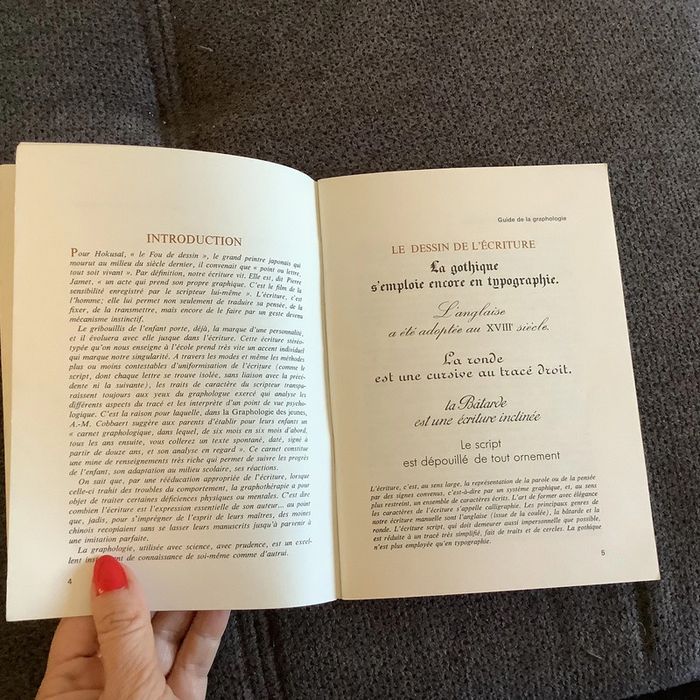 INTRODUCTION
Pour Hokusaï, « le Fou de dessin », le grand peintre japonais qui
mourut au milieu du siècle dernier, il convenait que « point ou lettre,
tout soit vivant ». Par définition, notre écriture vit. Elle est, dit Pierre
Jamet, « un acte qui prend son propre graphique. C'est le film de la
sensibilité enregistré par le scripteur lui-même ». L'écriture, c'est
l'homme; elle lui permet non seulement de traduire sa pensée, de la
fixer, de la transmettre, mais encore de le faire par un geste devenu
mécanisme instinctif.
Le gribouillis de l'enfant porte, déjà, la marque d'une personnalité,
et il évoluera avec elle jusque dans l'écriture. Cette écriture stéréo-
typée qu'on nous enseigne à l'école prend très vite un accent individuel
qui marque notre singularité. A travers les modes et même les méthodes
plus ou moins contestables d'uniformisation de l'écriture (comme le
script, dont chaque lettre se trouve isolée, sans liaison avec la précé-
dente ni la suivante), les traits de caractère du scripteur transpa-
raissent toujours aux yeux du graphologue exercé qui analyse les
différents aspects du tracé et les interprète d'un point de vue psycho-
logique. C'est la raison pour laquelle, dans la Graphologie des jeunes,
A.-M. Cobbaert suggère aux parents d'établir pour leurs enfants un
« carnet graphologique, dans lequel, de six mois en six mois d'abord,
tous les ans ensuite, vous collerez un texte spontané, daté, signé à
partir de douze ans, et son analyse en regard ». Ce carnet constitue
une mine de renseignements très riche qui permet de suivre les progrès
de l'enfant, son adaptation au milieu scolaire, ses réactions.
On sait que, par une rééducation appropriée de l'écriture, lorsque
celle-ci trahit des troubles du comportement, la graphothérapie a pour
objet de traiter certaines déficiences physiques ou mentales. C'est dire
combien l'écriture est l'expression essentielle de son auteur... au point
que, jadis, pour s'imprégner de l'esprit de leurs maîtres, des moines
chinois recopiaient sans se lasser leurs manuscrits jusqu'à parvenir à
une imitation parfaite.
La graphologie, utilisée avec science, avec prudence, est un excel-
lent de connaissance de soi-même comme d'autrui.
4
Guide de la graphologie
LE DESSIN DE L'ÉCRITURE
La gothique
s'emploie encore en typographie.
L'anglaise
a été adoptée au XVIIIe siècle.
La ronde
est une cursive au tracé droit.
la Bâtarde
est une écriture inclinée
Le script
est dépouillé de tout ornement
L'écriture, c'est, au sens large, la représentation de la parole ou de la pensée
par des signes convenus, c'est-à-dire par un système graphique, et, au sens
plus restreint, un ensemble de caractères écrits. L'art de former avec élégance
les caractères de l'écriture s'appelle calligraphie. Les principaux genres de
notre écriture manuelle sont l'anglaise (issue de la coulée), la bâtarde et la
ronde. L'écriture script, qui doit demeurer aussi impersonnelle que possible,
est réduite à un tracé très simplifié, fait de traits et de cercles. La gothique
n'est plus employée qu'en typographie.
5